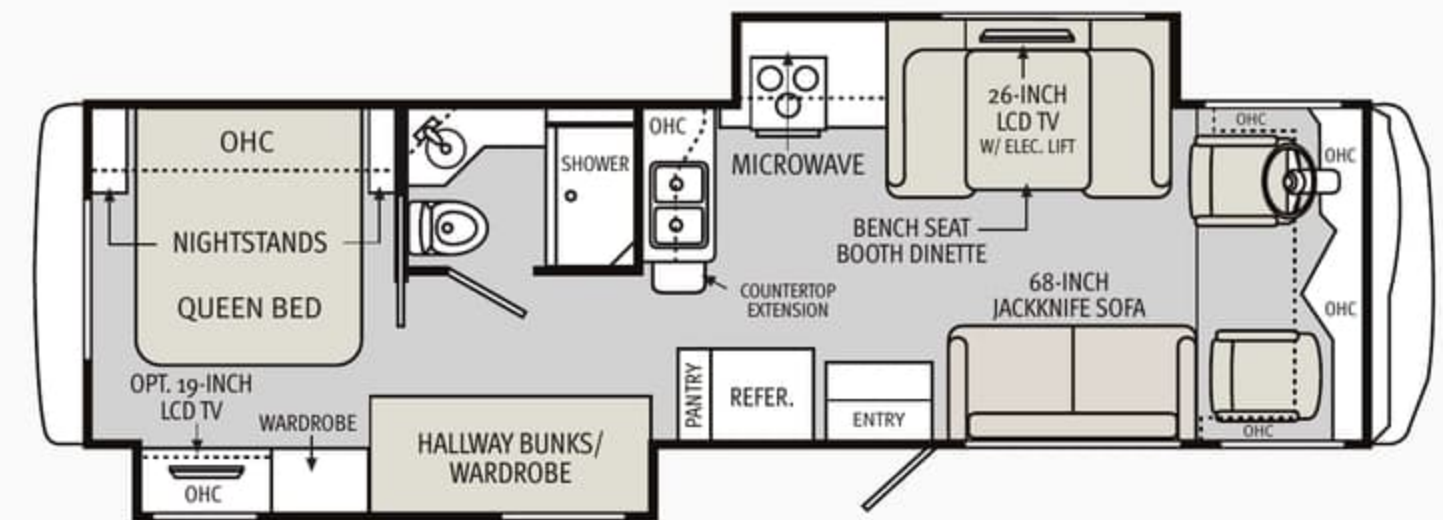 OHC
NIGHTSTANDS
QUEEN BED
OPT. 19-INCH
LCD TV
WARDROBE
OHC
HALLWAY BUNKS/
WARDROBE
SHOWER
OHC
MICROWAVE
COUNTERTOP
EXTENSION
PANTRY
REFER.
ENTRY
26-INCH
LCD TV
W/ ELEC. LIFT
BENCH SEAT
BOOTH DINETTE
68-INCH
JACKKNIFE SOFA
OHC
OHC
OHC
OHC